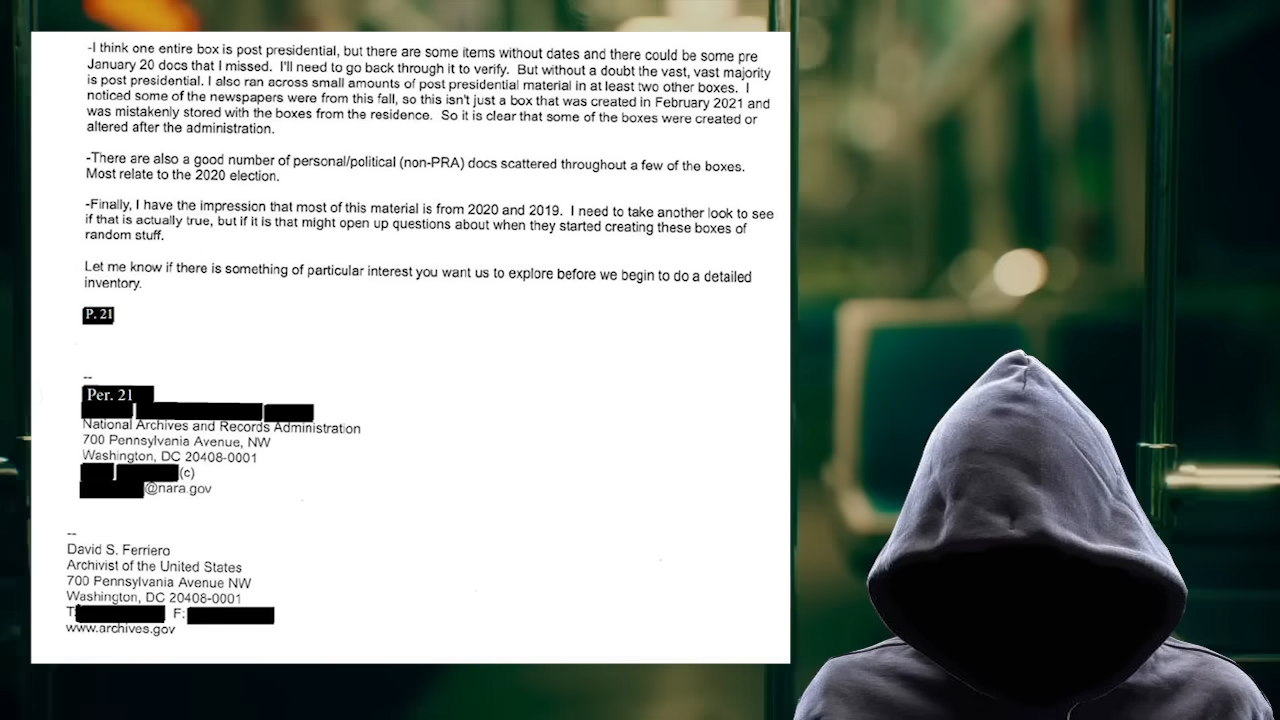 -I think one entire box is post presidential, but there are some items without dates and there could be some pre
January 20 docs that I missed. I'll need to go back through it to verify. But without a doubt the vast, vast majority
is post presidential. I also ran across small amounts of post presidential material in at least two other boxes. I
noticed some of the newspapers were from this fall, so this isn't just a box that was created in February 2021 and
was mistakenly stored with the boxes from the residence. So it is clear that some of the boxes were created or
altered after the administration.
-There are also a good number of personal/political (non-PRA) docs scattered throughout a few of the boxes.
Most relate to the 2020 election.
-Finally, I have the impression that most of this material is from 2020 and 2019. I need to take another look to see
if that is actually true, but if it is that might open up questions about when they started creating these boxes of
random stuff.
Let me know if there is something of particular interest you want us to explore before we begin to do a detailed
inventory.
P. 21
--
Per. 21
National Archives and Records Administration
700 Pennsylvania Avenue, NW
Washington, DC 20408-0001
(c)
@nara.gov
--
David S. Ferriero
Archivist of the United States
700 Pennsylvania Avenue NW
Washington, DC 20408-0001
T: F:
www.archives.gov